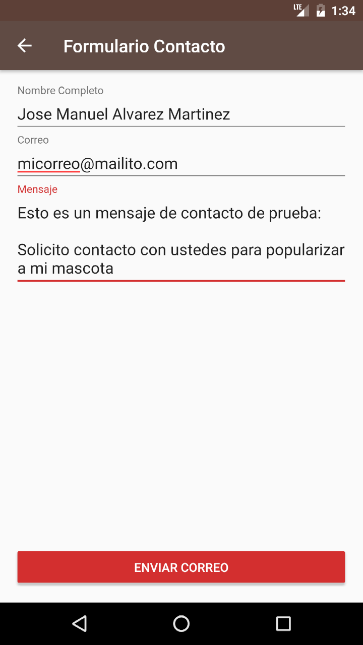 LTE 1:34
Formulario Contacto
Nombre Completo
Jose Manuel Alvarez Martinez
Correo
micorreo@mailito.com
Mensaje
Esto es un mensaje de contacto de prueba:
Solicito contacto con ustedes para popularizar
a mi mascota
ENVIAR CORREO